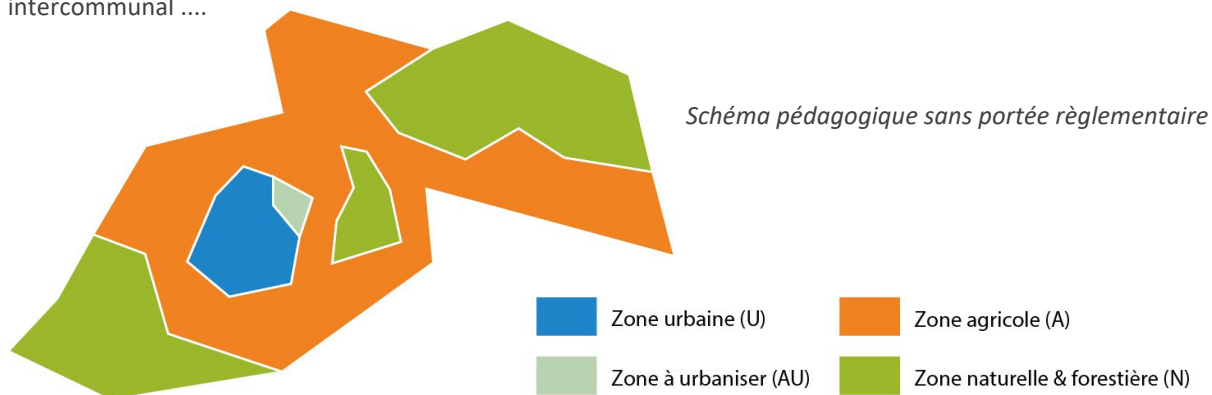 intercommunal ....
Schéma pédagogique sans portée règlementaire
Zone urbaine (U)
Zone agricole (A)
Zone à urbaniser (AU)
Zone naturelle & forestière (N)